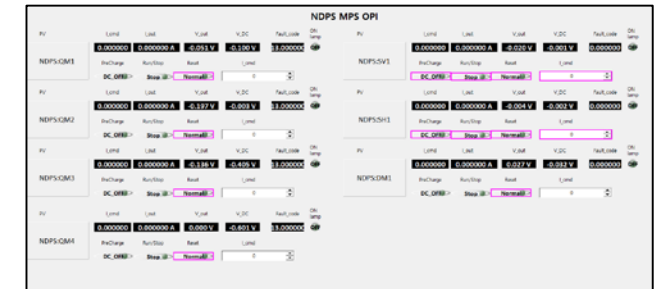 NDPS MPS OPI
PV I_cmd I_out V_out V_DC Fault_code ON lamp
0.000000 0.000000 A -0.051 V -0.100 V 13.000000
NDPS:QM1 PreCharge Run/Stop Reset I_cmd
DC_Off Stop Normal 0
PV I_cmd I_out V_out V_DC Fault_code ON lamp
0.000000 0.000000 A -0.197 V -0.003 V 13.000000
NDPS:QM2 PreCharge Run/Stop Reset I_cmd
DC_Off Stop Normal 0
PV I_cmd I_out V_out V_DC Fault_code ON lamp
0.000000 0.000000 A -0.136 V -0.405 V 13.000000
NDPS:QM3 PreCharge Run/Stop Reset I_cmd
DC_Off Stop Normal 0
PV I_cmd I_out V_out V_DC Fault_code ON lamp
0.000000 0.000000 A 0.000 V -0.601 V 13.000000
NDPS:QM4 PreCharge Run/Stop Reset I_cmd
DC_Off Stop Normal 0
PV I_cmd I_out V_out V_DC Fault_code ON lamp
0.000000 0.000000 A -0.020 V -0.001 V 0.000000
NDPS:SV1 PreCharge Run/Stop Reset I_cmd
DC_Off Stop Normal 0
PV I_cmd I_out V_out V_DC Fault_code ON lamp
0.000000 0.000000 A -0.004 V -0.002 V 0.000000
NDPS:SH1 PreCharge Run/Stop Reset I_cmd
DC_Off Stop Normal 0
PV I_cmd I_out V_out V_DC Fault_code ON lamp
0.000000 0.000000 A 0.027 V -0.032 V 0.000000
NDPS:DM1 PreCharge Run/Stop Reset I_cmd
DC_Off Stop Normal 0